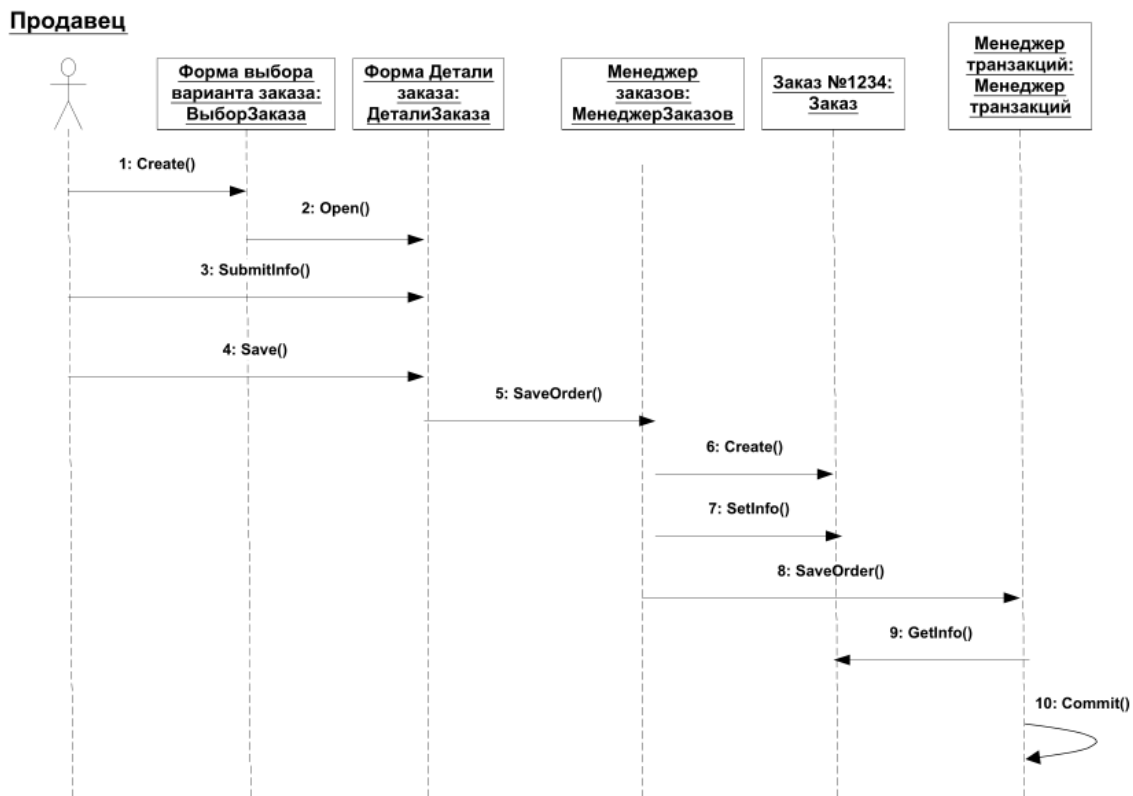 Продавец
Форма выбора
варианта заказа:
ВыборЗаказа
Форма Детали
заказа:
ДеталиЗаказа
Менеджер
заказов:
МенеджерЗаказов
Заказ №1234:
Заказ
Менеджер
транзакций:
Менеджер
транзакций
1: Create()
2: Open()
3: SubmitInfo()
4: Save()
5: SaveOrder()
6: Create()
7: SetInfo()
8: SaveOrder()
9: GetInfo()
10: Commit()